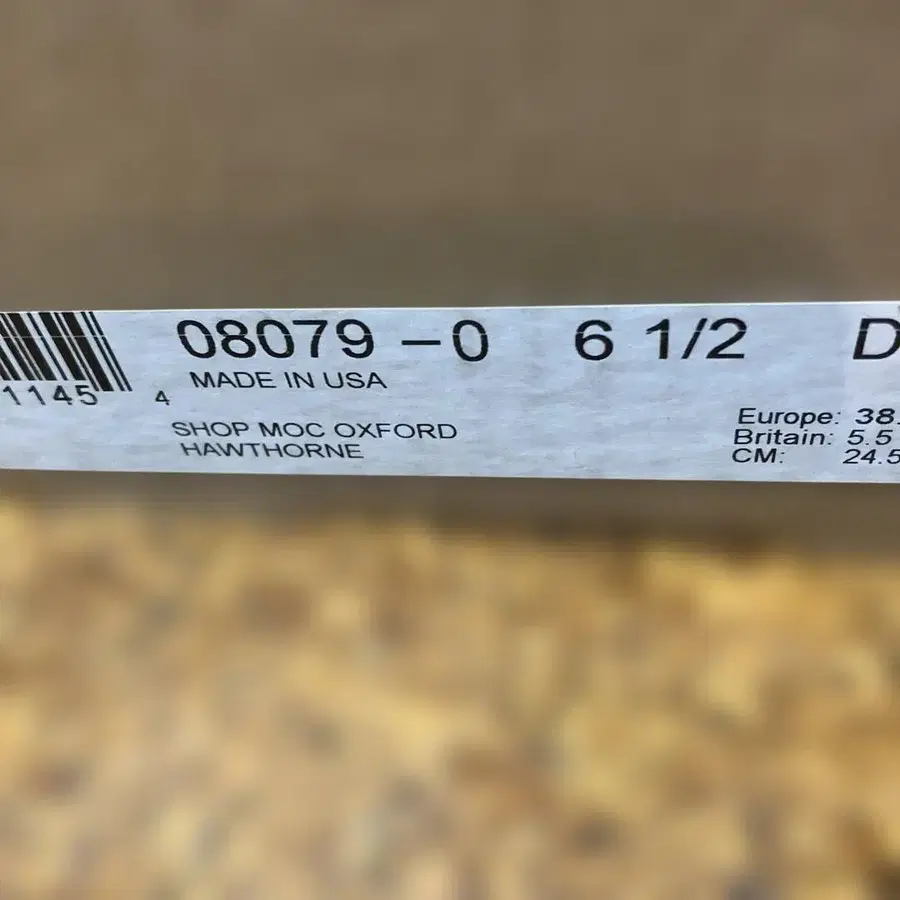 08079 –0 6 1/2 D
MADE IN USA
1145 4
SHOP MOC OXFORD
HAWTHORNE
Europe: 38.
Britain: 5.5
CM: 24.5